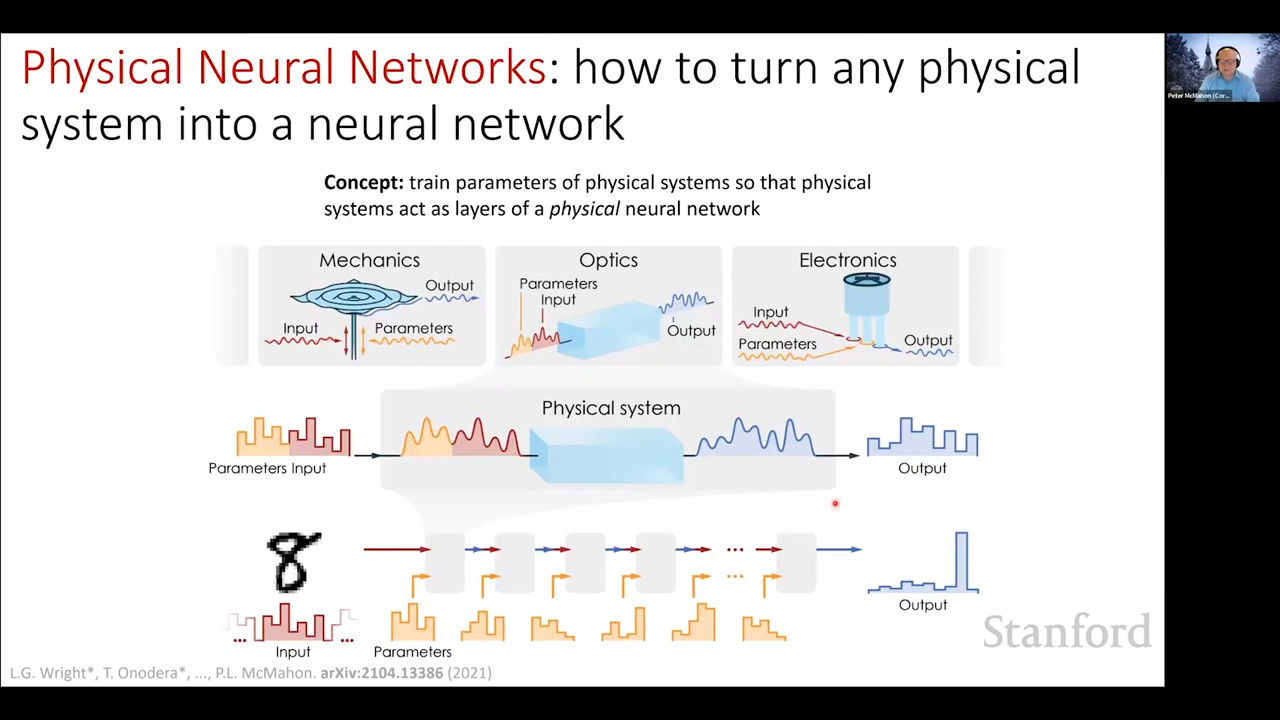 Physical Neural Networks: how to turn any physical
system into a neural network
Peter McMahon (Cor...
Concept: train parameters of physical systems so that physical
systems act as layers of a physical neural network
Mechanics
Output
Input
Parameters
Optics
Parameters
Input
Output
Electronics
Input
Parameters
Output
Physical system
Parameters Input
Output
...
...
Output
... ...
Input
Parameters
Stanford
L.G. Wright*, T. Onodera*, ..., P.L. McMahon. arXiv:2104.13386 (2021)